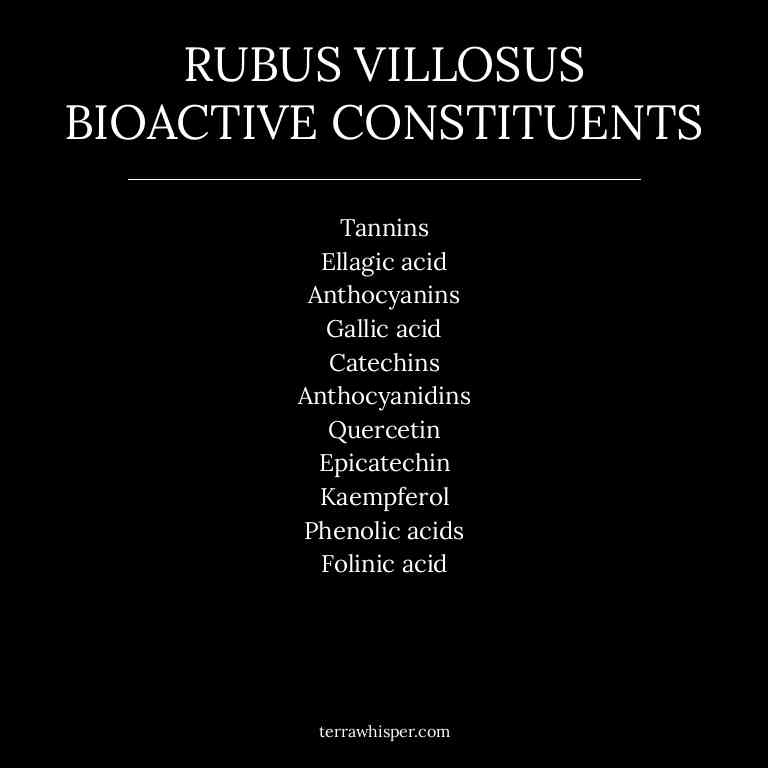 RUBUS VILLOSUS
BIOACTIVE CONSTITUENTS
Tannins
Ellagic acid
Anthocyanins
Gallic acid
Catechins
Anthocyanidins
Quercetin
Epicatechin
Kaempferol
Phenolic acids
Folinic acid
terrawhisper.com